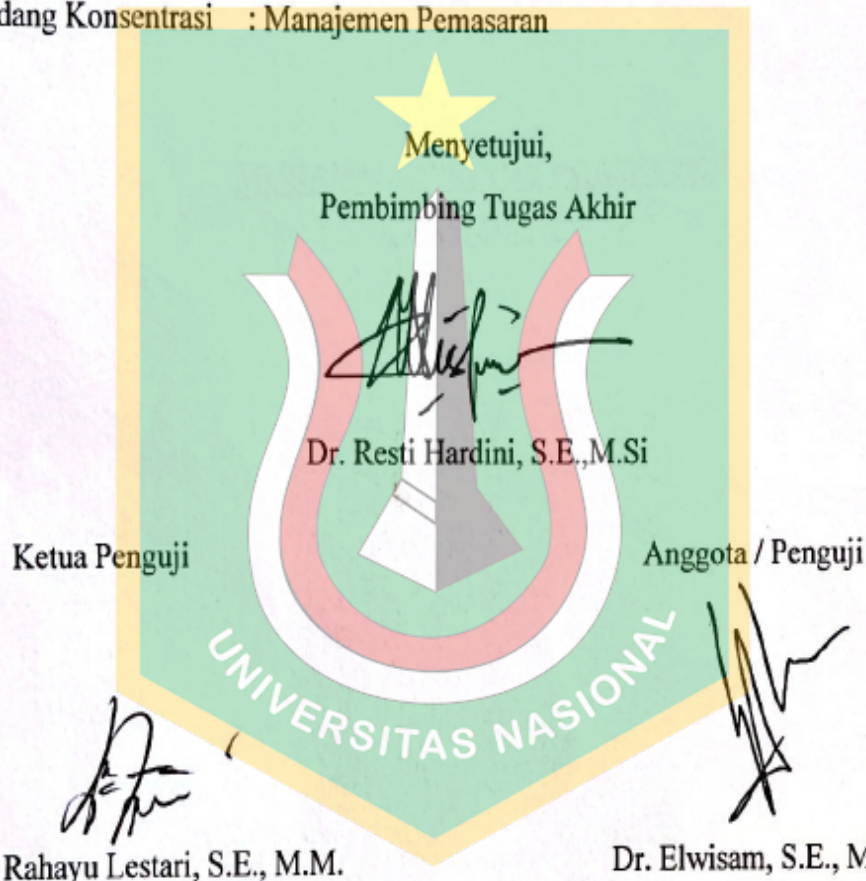 dang Konsentrasi : Manajemen Pemasaran
Menyetujui,
Pembimbing Tugas Akhir
Dr. Resti Hardini, S.E.,M.Si
Ketua Penguji
Anggota / Penguji
UNIVERSITAS NASIONAL
Rahayu Lestari, S.E., M.M.
Dr. Elwisam, S.E., M